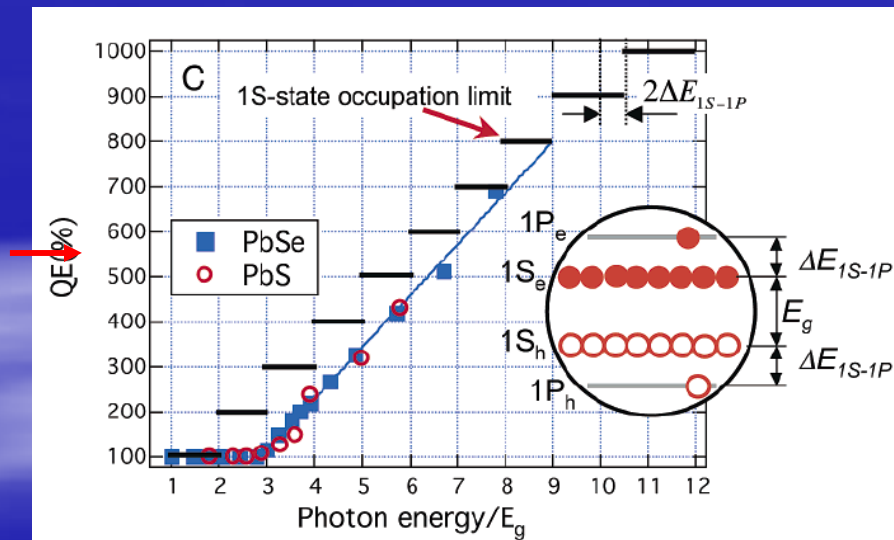 C
1S-state occupation limit
2ΔE1S-1P
1000
900
800
700
600
500
400
300
200
100
QE(%)
PbSe
PbS
1Pe
1Se
1Sh
1Ph
ΔE1S-1P
Eg
ΔE1S-1P
1 2 3 4 5 6 7 8 9 10 11 12
Photon energy/Eg